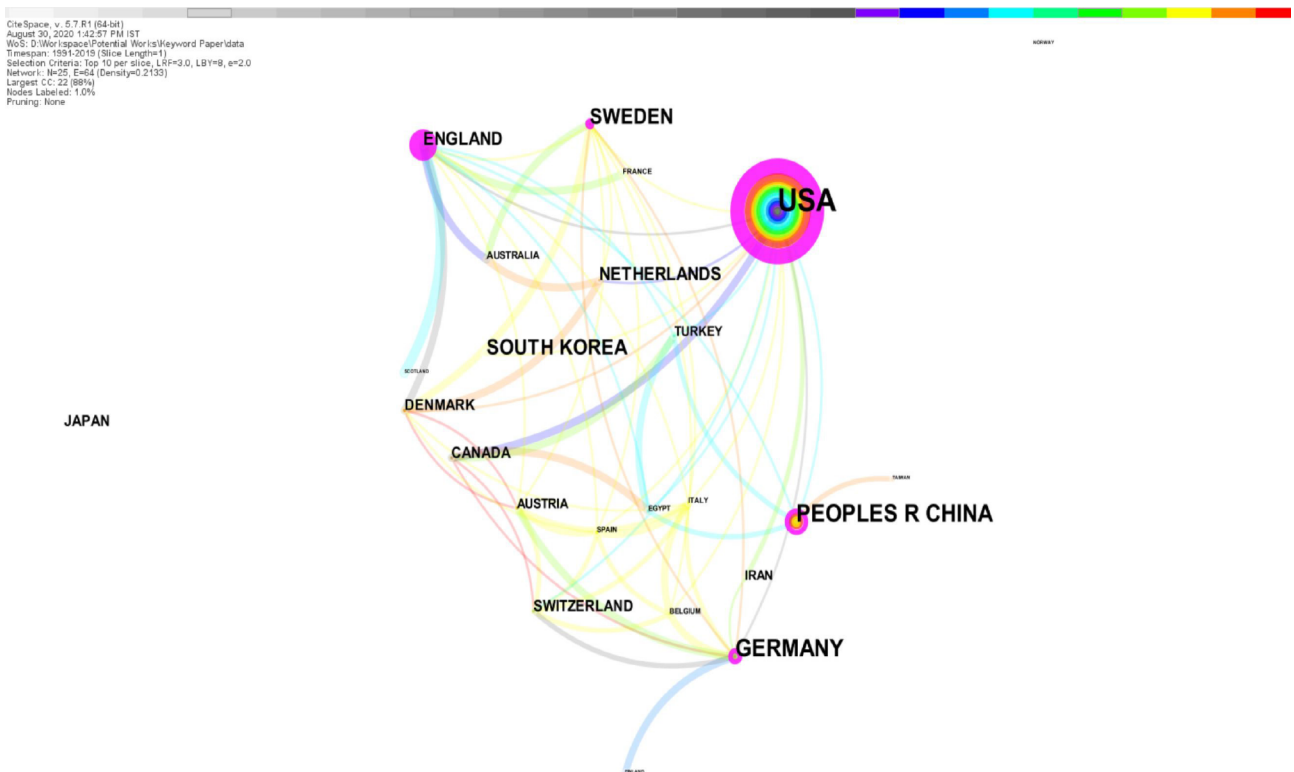 CiteSpace, v. 5.7.R1 (64-bit)
August 30, 2020 1:42:57 PM IST
WoS: D:\Workspace\Potential Works\Keyword Paper\data
Timespan: 1991-2019 (Slice Length=1)
Selection Criteria: Top 10 per slice, LRF=3.0, LBY=8, e=2.0
Network: N=25, E=64 (Density=0.2133)
Largest CC: 22 (88%)
Nodes Labeled: 1.0%
Pruning: None
NORWAY
SWEDEN
ENGLAND
FRANCE
USA
AUSTRALIA
NETHERLANDS
TURKEY
SOUTH KOREA
SCOTLAND
DENMARK
JAPAN
CANADA
TAIWAN
ITALY
AUSTRIA
EGYPT
PEOPLES R CHINA
SPAIN
IRAN
SWITZERLAND
BELGIUM
GERMANY
FINLAND